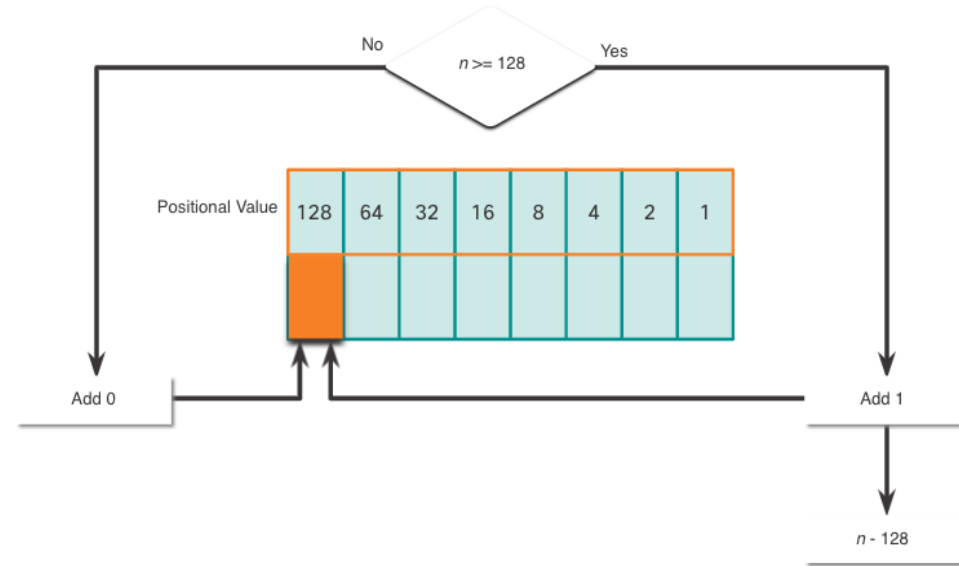 No
Yes
n >= 128
Positional Value
128 64 32 16 8 4 2 1
Add 0
Add 1
n - 128